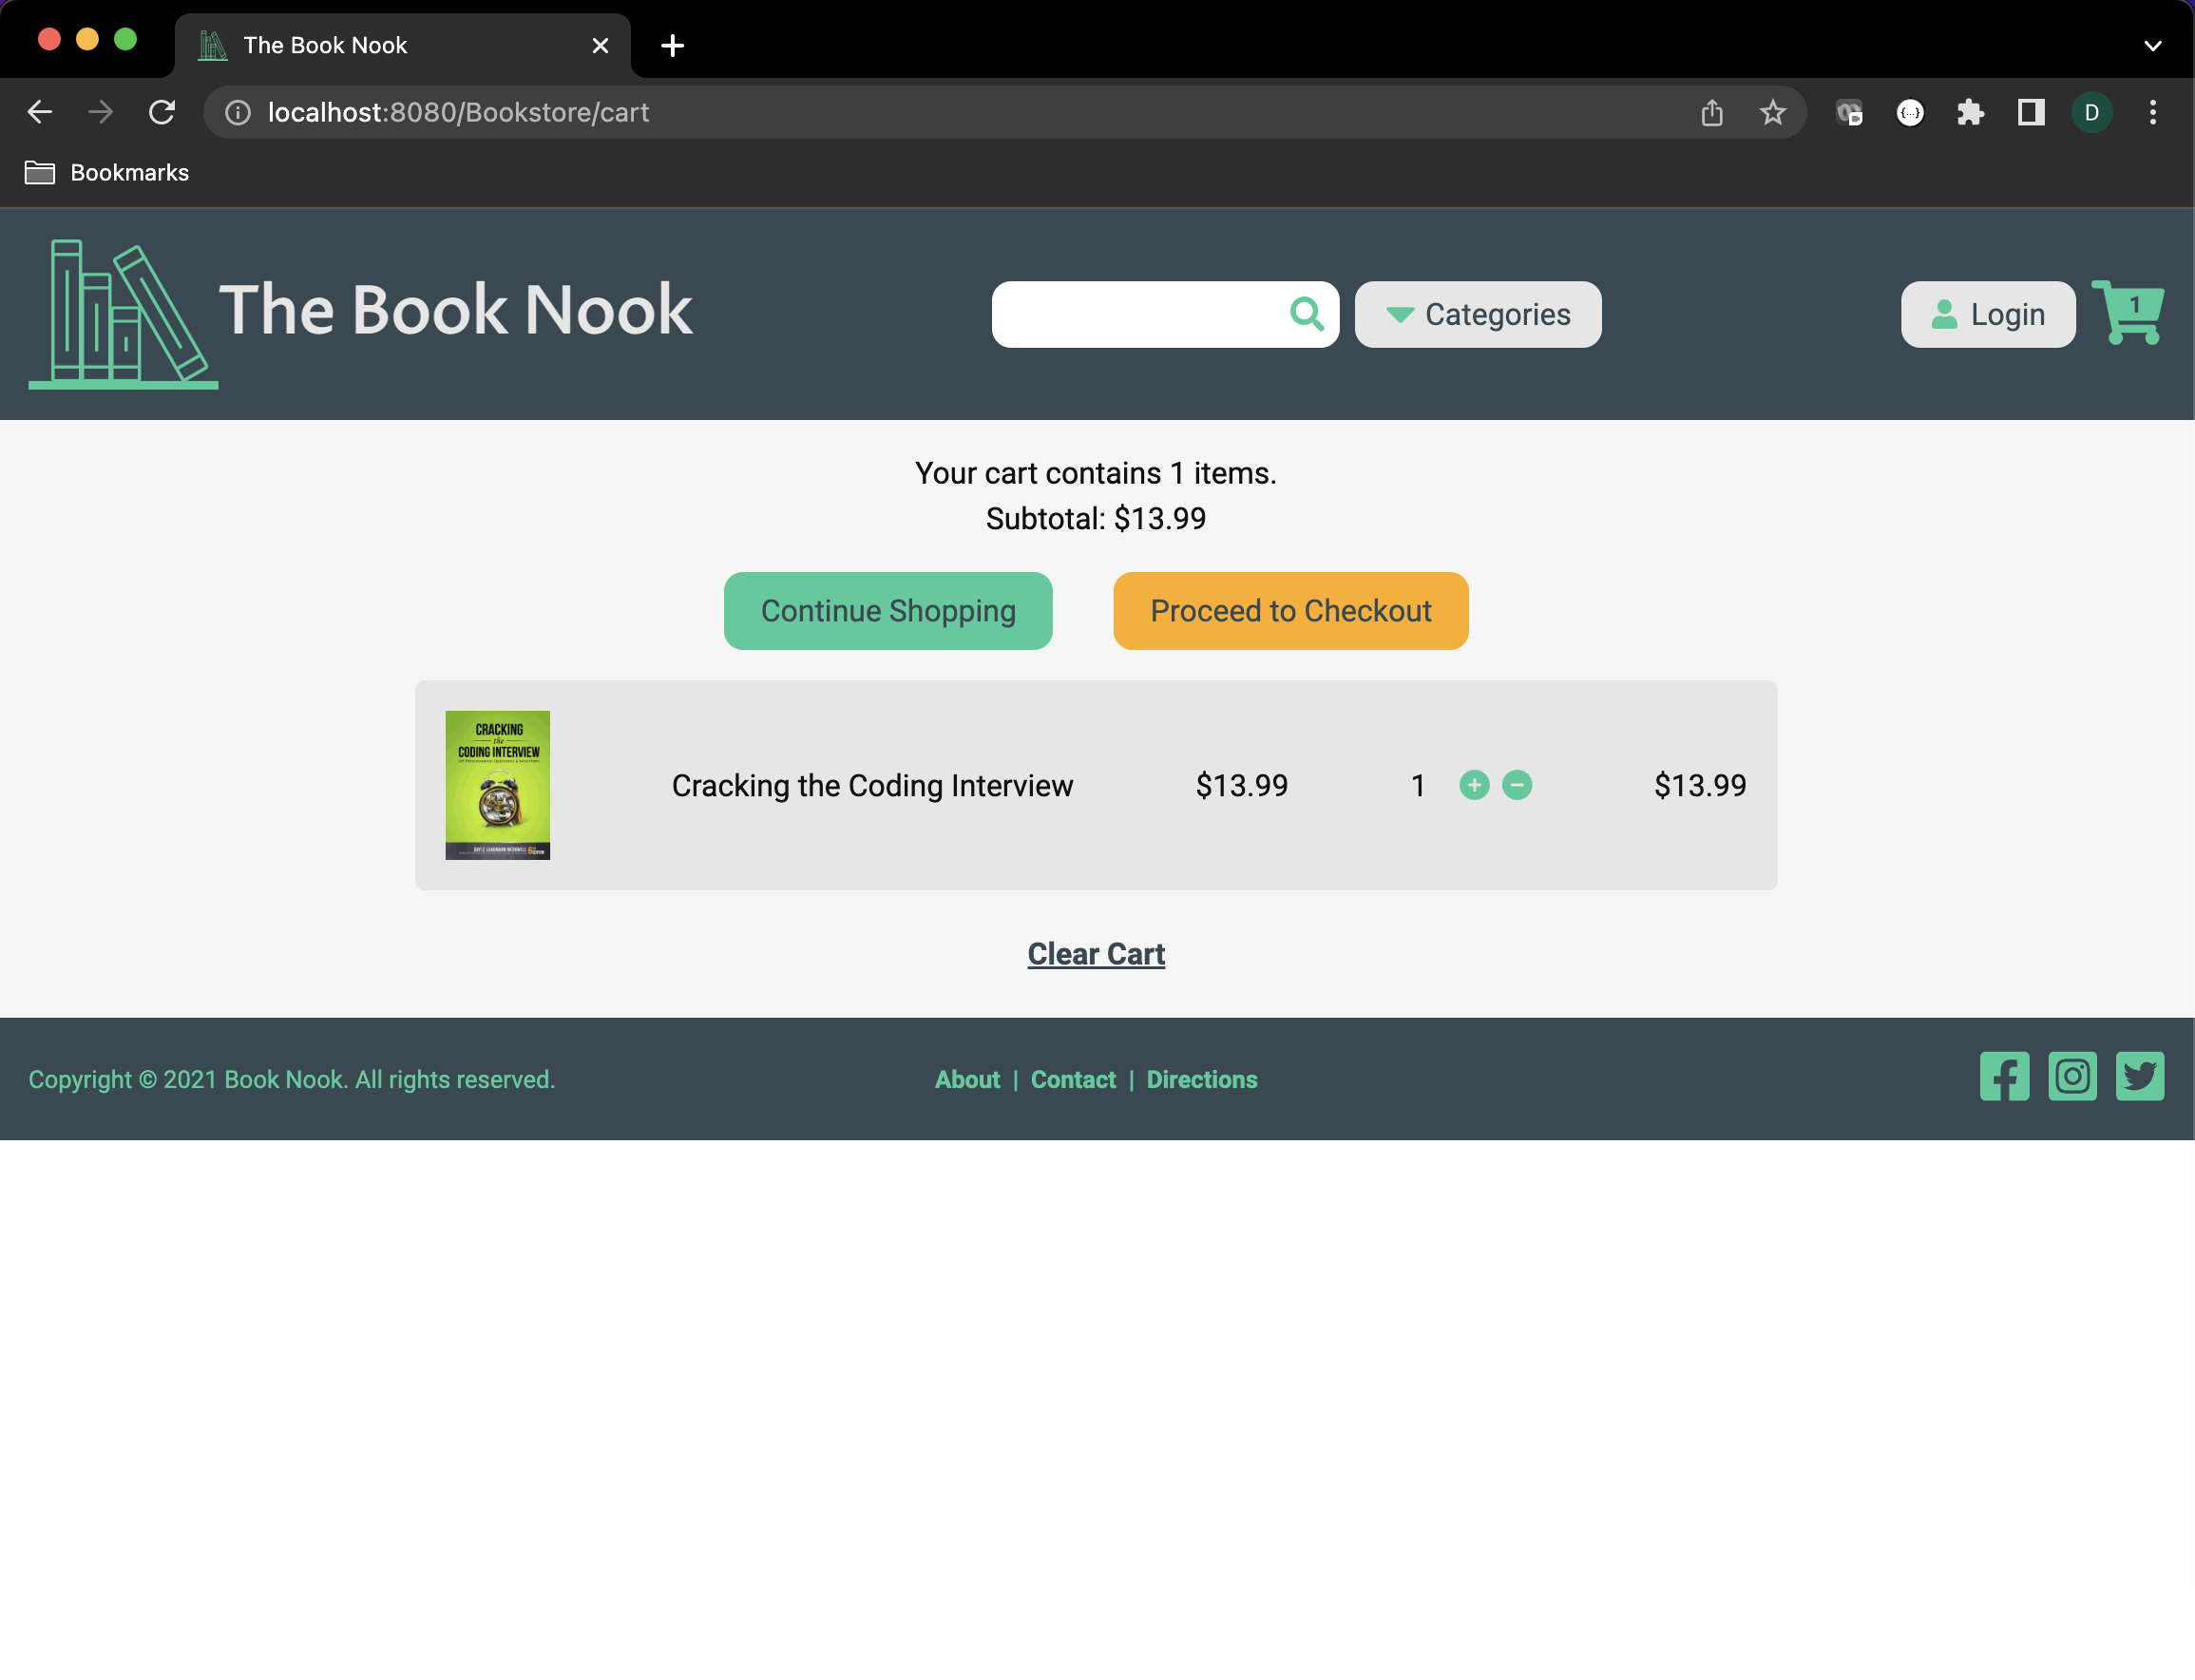 The Book Nook
localhost:8080/Bookstore/cart
D
Bookmarks
The Book Nook
Categories
Login
1
Your cart contains 1 items.
Subtotal: $13.99
Continue Shopping
Proceed to Checkout
CRACKING
the
CODING INTERVIEW
Cracking the Coding Interview
$13.99
1
$13.99
Clear Cart
Copyright © 2021 Book Nook. All rights reserved.
About | Contact | Directions